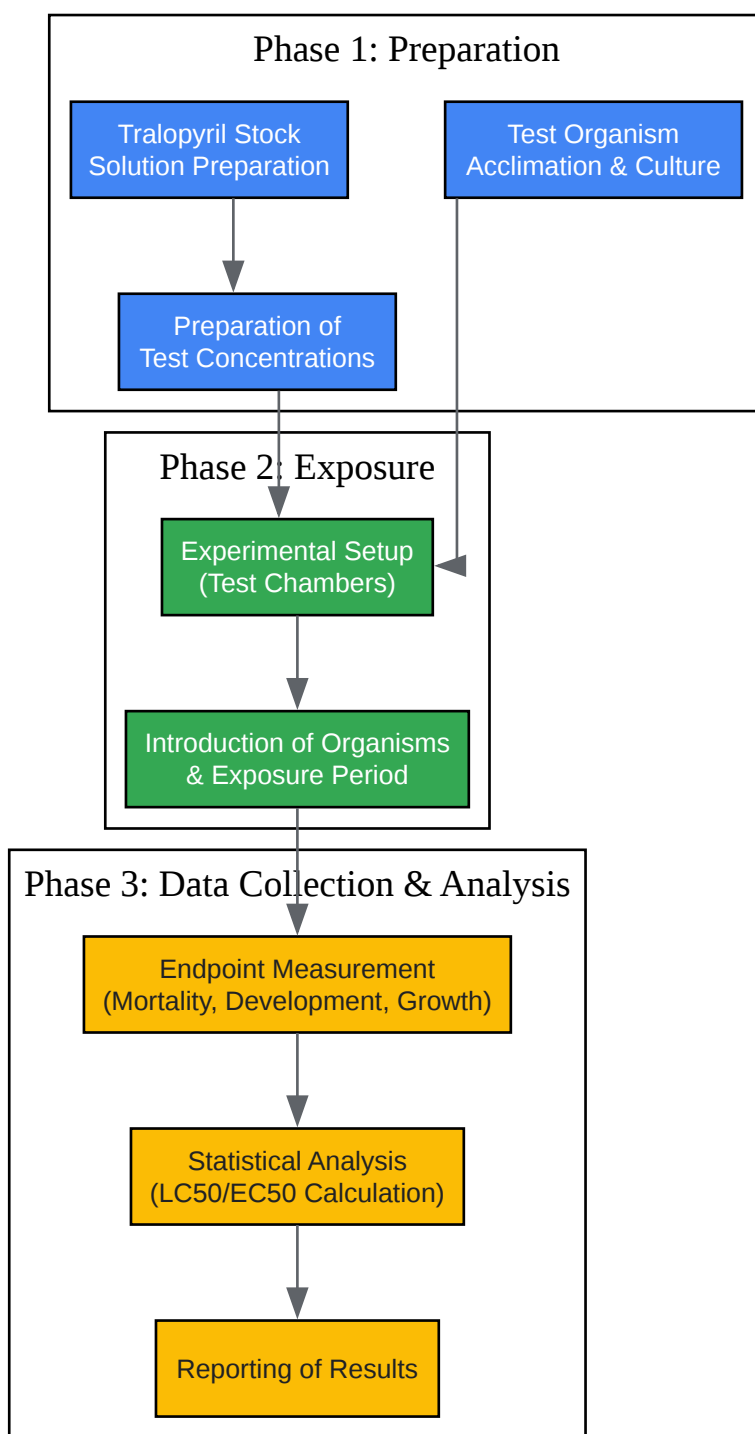 Phase 1: Preparation
Tralopyril Stock
Solution Preparation
Test Organism
Acclimation & Culture
Preparation of
Test Concentrations
Phase 2: Exposure
Experimental Setup
(Test Chambers)
Introduction of Organisms
& Exposure Period
Phase 3: Data Collection & Analysis
Endpoint Measurement
(Mortality, Development, Growth)
Statistical Analysis
(LC50/EC50 Calculation)
Reporting of Results